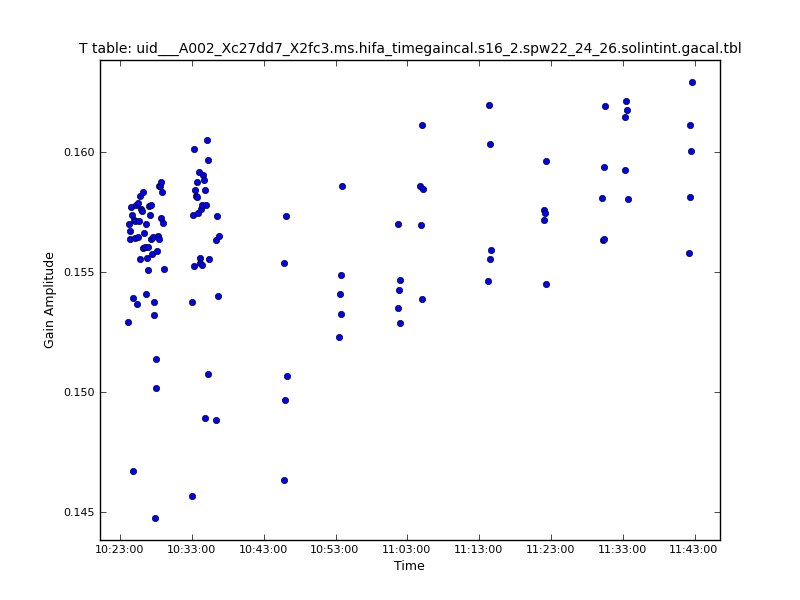 T table: uid___A002_Xc27dd7_X2fc3.ms.hifa_timegaincal.s16_2.spw22_24_26.solintint.gacal.tbl
0.160
0.155
0.150
0.145
Gain Amplitude
10:23:00 10:33:00 10:43:00 10:53:00 11:03:00 11:13:00 11:23:00 11:33:00 11:43:00
Time